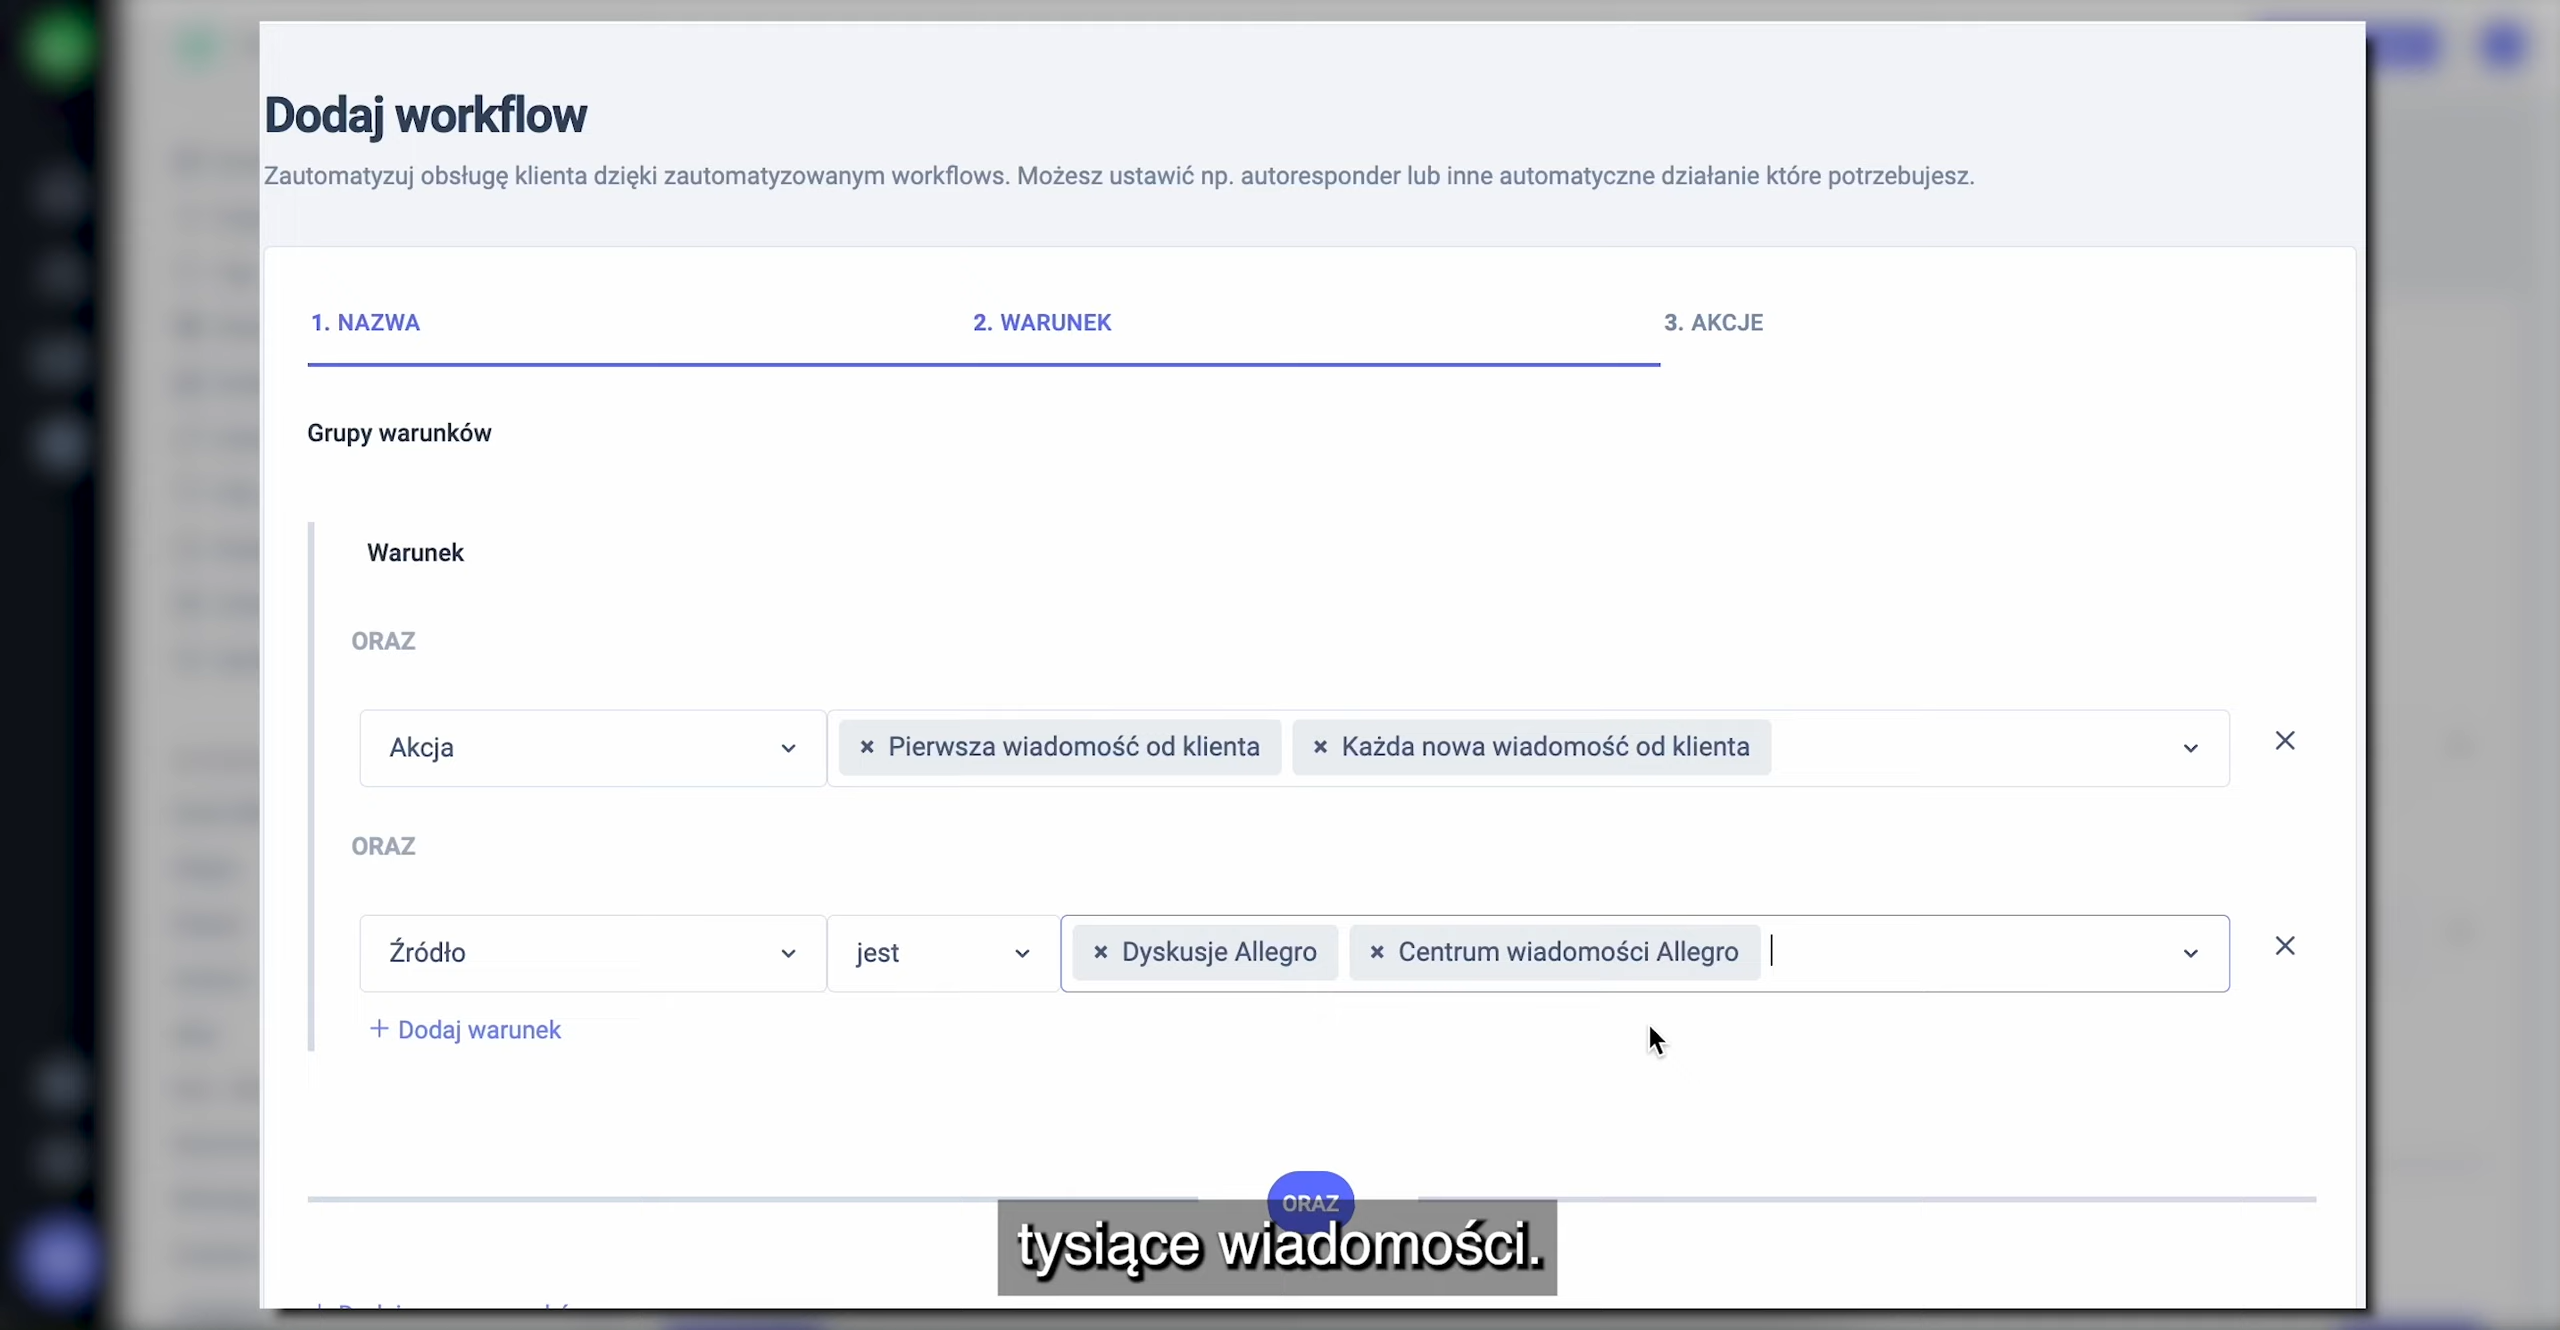 Dodaj workflow
Zautomatyzuj obsługę klienta dzięki zautomatyzowanym workflows. Możesz ustawić np. autoresponder lub inne automatyczne działanie które potrzebujesz.
1. NAZWA 2. WARUNEK 3. AKCJE
Grupy warunków
Warunek
ORAZ
Akcja × Pierwsza wiadomość od klienta × Każda nowa wiadomość od klienta
ORAZ
Źródło jest × Dyskusje Allegro × Centrum wiadomości Allegro
+ Dodaj warunek
ORAZ
tysiące wiadomości.